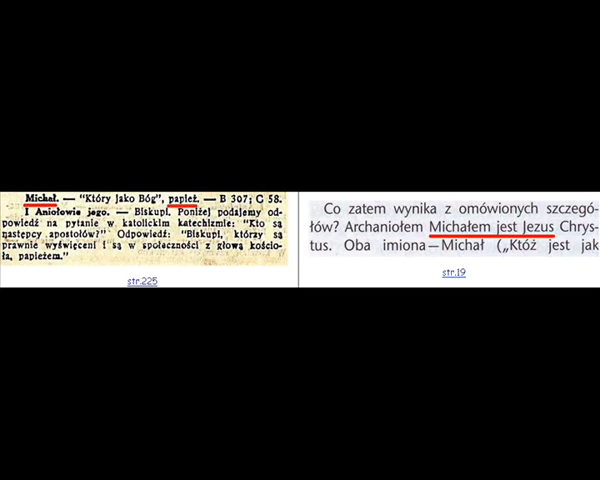 Michał. — "Który jako Bóg", papież. — B 307; C 58.
I Aniołowie jego. — Biskupi. Poniżej podajemy od-
powiedź na pytanie w katolickim katechizmie: "Kto są
następcy apostołów?" Odpowiedź: "Biskupi, którzy są
prawnie wyświęceni i są w społeczności z głową kościo-
ła, papieżem."
str.225
Co zatem wynika z omówionych szczegó-
łów? Archaniołem Michałem jest Jezus Chrys-
tus. Oba imiona—Michał („Któż jest jak
str.19